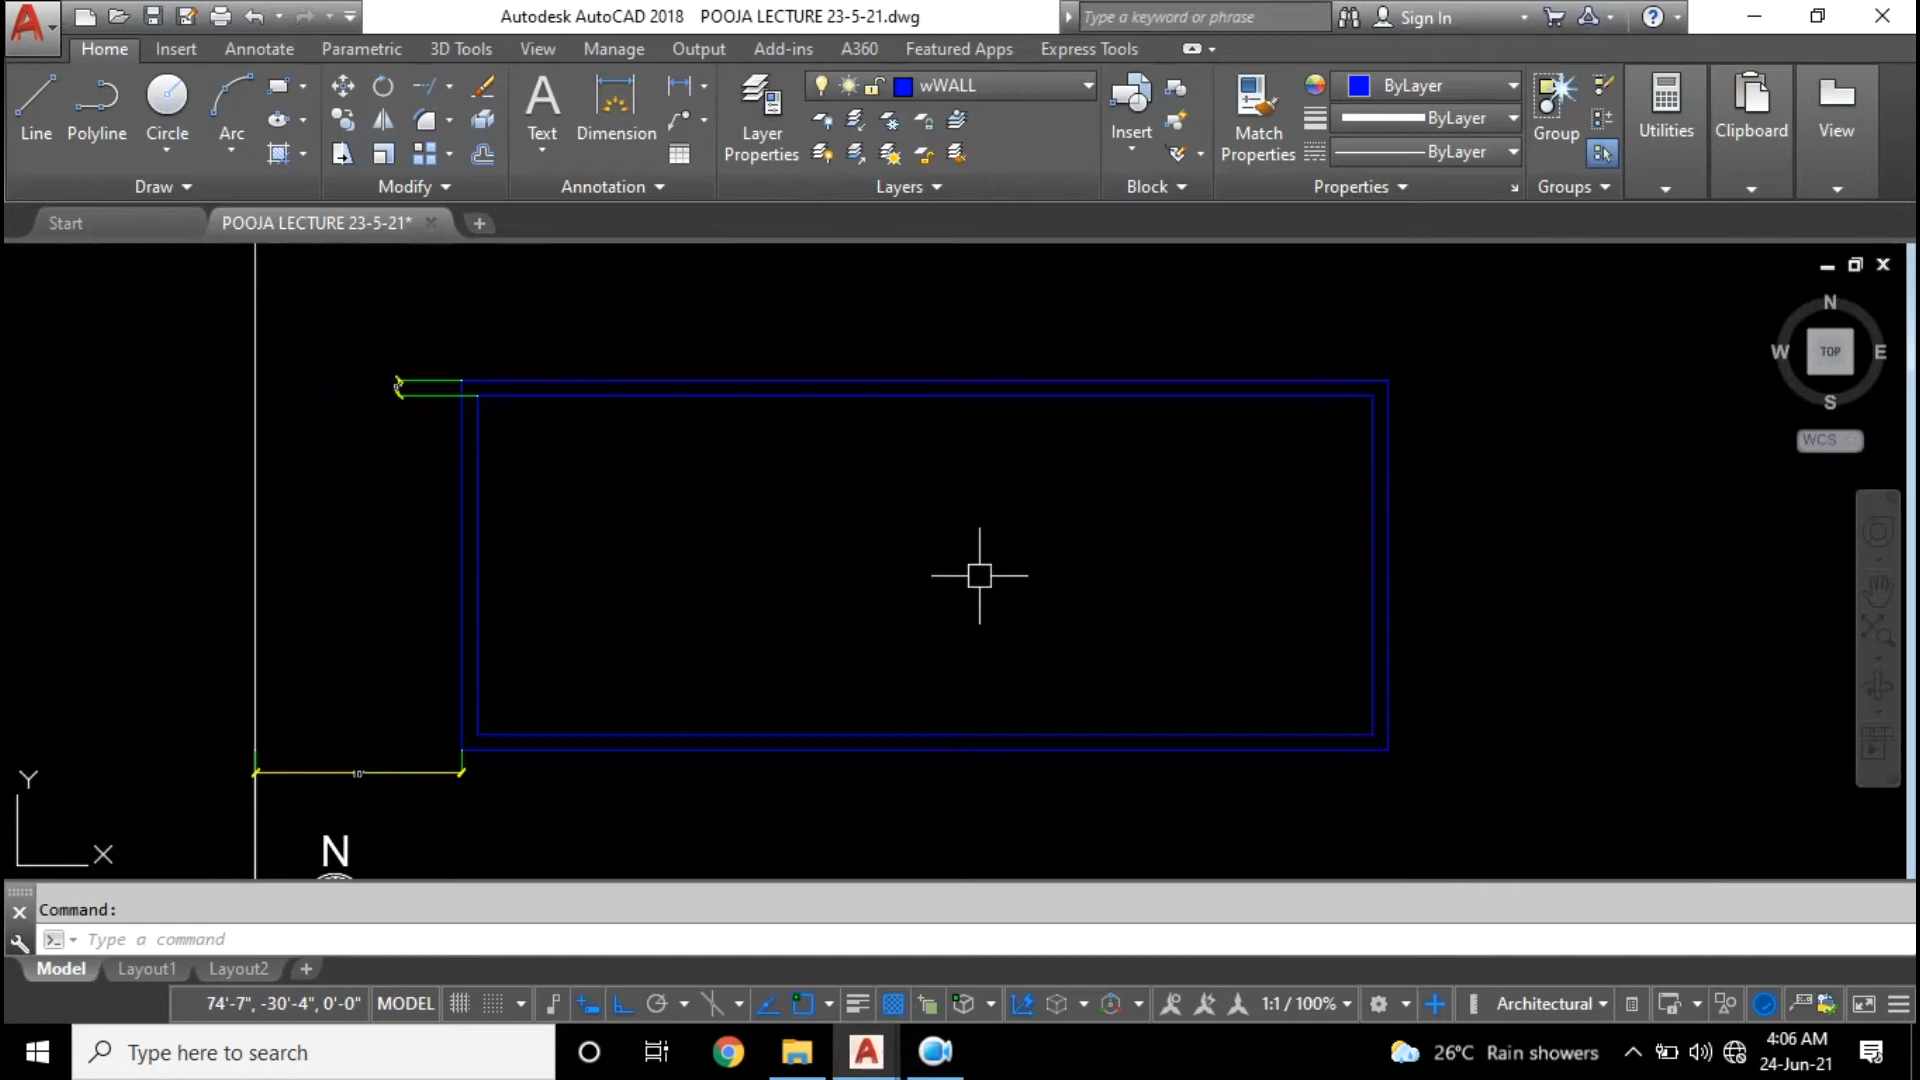 Autodesk AutoCAD 2018 POOJA LECTURE 23-5-21.dwg
Type a keyword or phrase
Sign In
Home Insert Annotate Parametric 3D Tools View Manage Output Add-ins A360 Featured Apps Express Tools
wWALL
ByLayer
ByLayer
ByLayer
Line Polyline Circle Arc
Text Dimension
Layer Properties
Insert
Match Properties
Group
Utilities Clipboard View
Draw Modify Annotation Layers Block Properties Groups
Start POOJA LECTURE 23-5-21*
N
W TOP E
S
WCS
10'
Y
X
N
Command:
Type a command
Model Layout1 Layout2
74'-7", -30'-4", 0'-0" MODEL 1:1 / 100% Architectural
Type here to search
26°C Rain showers
4:06 AM
24-Jun-21